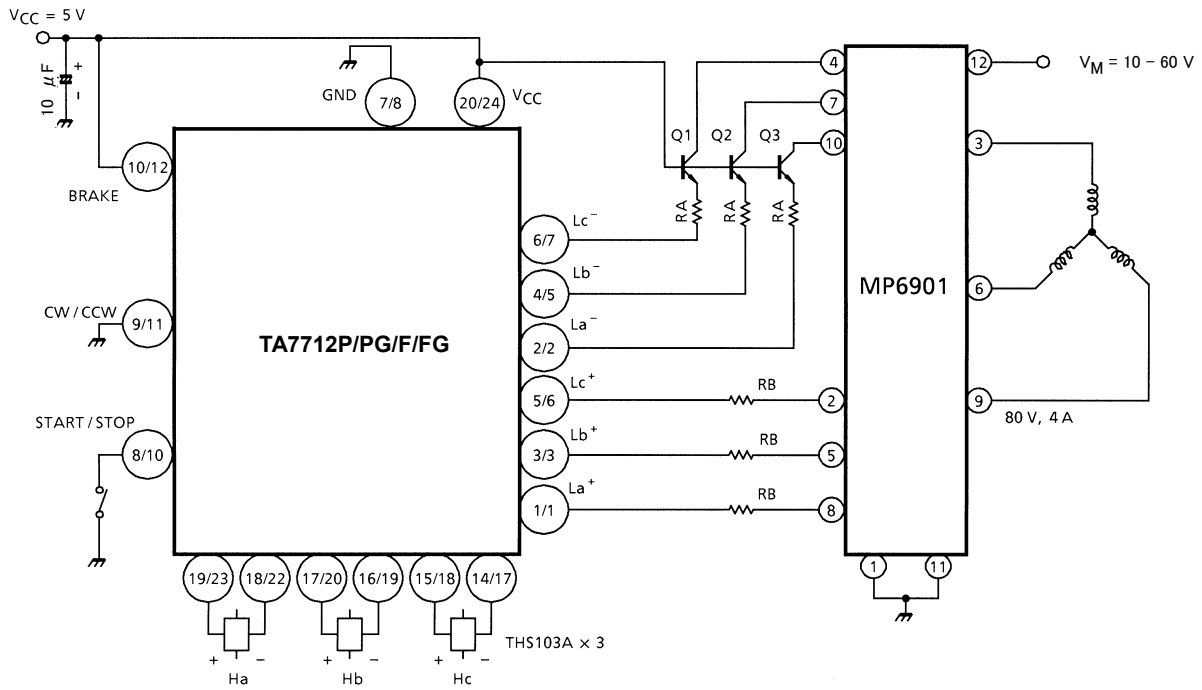 VCC = 5 V
10 μF
+
-
GND
7/8
20/24
VCC
4
12
VM = 10 – 60 V
7
Q1
Q2
Q3
10
3
10/12
BRAKE
RA
RA
RA
6/7
Lc-
4/5
Lb-
6
MP6901
CW / CCW
9/11
TA7712P/PG/F/FG
2/2
La-
5/6
Lc+
RB
2
9
80 V, 4 A
START / STOP
8/10
3/3
Lb+
RB
5
1/1
La+
RB
8
19/23
18/22
17/20
16/19
15/18
14/17
1
11
+
−
+
−
+
−
THS103A × 3
Ha
Hb
Hc